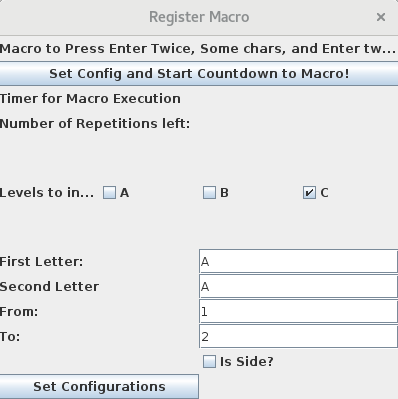 Register Macro ×
Macro to Press Enter Twice, Some chars, and Enter tw...
Set Config and Start Countdown to Macro!
Timer for Macro Execution
Number of Repetitions left:
Levels to in... A B C
First Letter: A
Second Letter A
From: 1
To: 2
Is Side?
Set Configurations